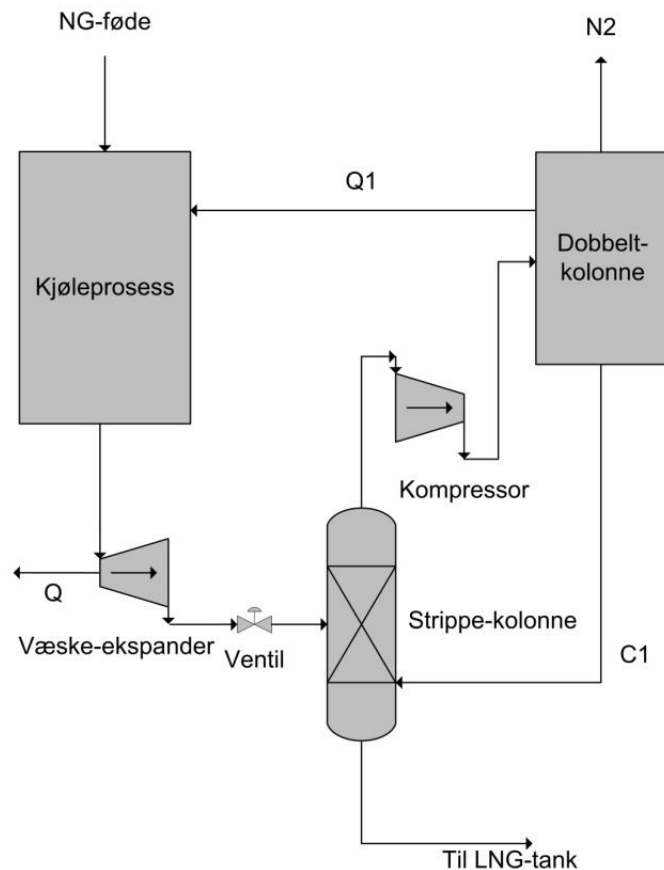 NG-føde
N2
Q1
Dobbelt-
kolonne
Kjøleprosess
Kompressor
Q
Væske-ekspander
Ventil
Strippe-kolonne
C1
Til LNG-tank